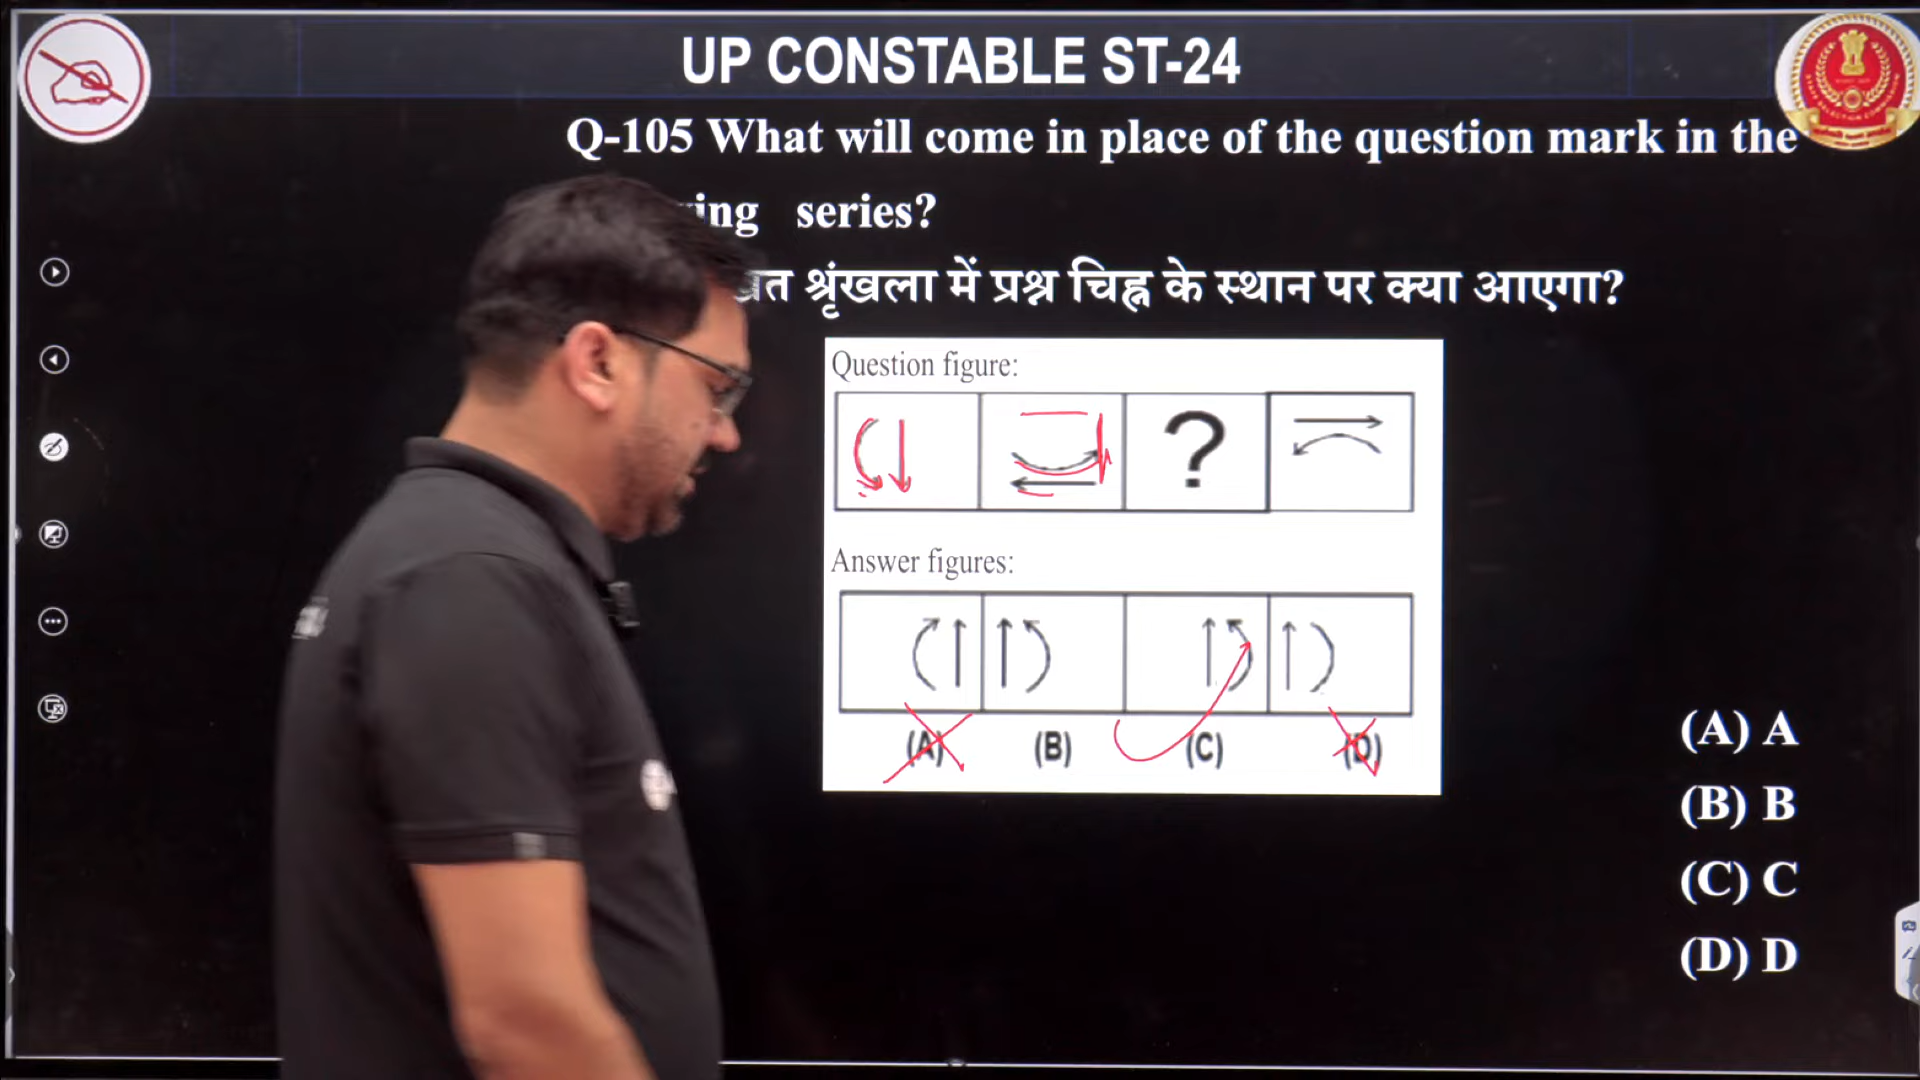 UP CONSTABLE ST-24
Q-105 What will come in place of the question mark in the
series?
श्रृंखला में प्रश्न चिह्न के स्थान पर क्या आएगा?
Question figure:
?
Answer figures:
(A) (B) (C) (D)
(A) A
(B) B
(C) C
(D) D